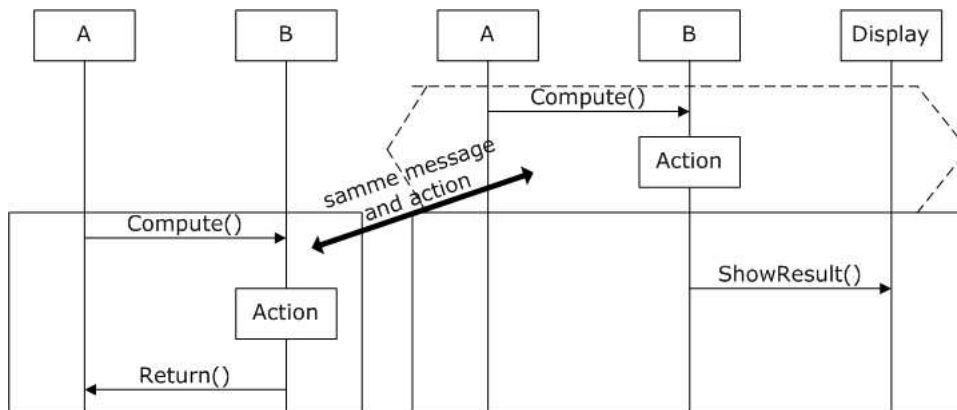 A
B
A
B
Display
Compute()
Action
samme message
and action
Compute()
ShowResult()
Action
Return()